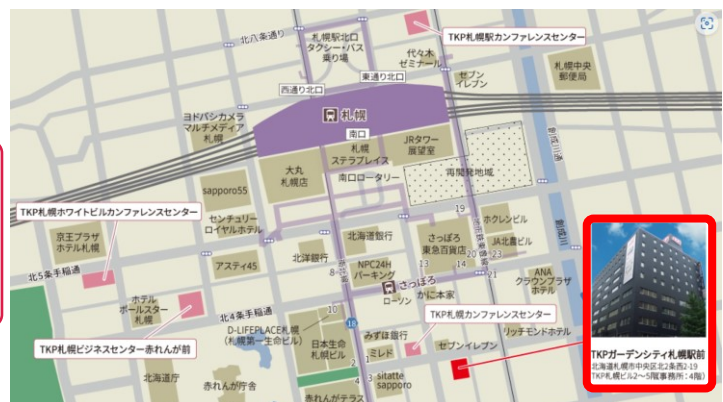 北八条通り
札幌駅北口
タクシー・バス
乗り場
TKP札幌駅カンファレンスセンター
代々木
ゼミナール
セブン
イレブン
札幌中央
郵便局
西通り北口
東通り北口
ヨドバシカメラ
マルチメディア
札幌
札幌
南口
札幌
ステラプレイス
JRタワー
展望室
創成川通
大丸
札幌店
南口ロータリー
再開発地域
sapporo55
TKP札幌ホワイトビルカンファレンスセンター
センチュリー
ロイヤルホテル
19
ホクレンビル
京王プラザ
ホテル札幌
北海道銀行
さっぽろ
東急百貨店
JA北農ビル
創成川
北5条手稲通
アスティ45
北洋銀行
8
NPC24H
パーキング
13
14
20
23
21
ANA
クラウンプラザ
ホテル
さっぽろ
ローソン
かに本家
ホテル
ポールスター
札幌
北4条手稲通
10
TKP札幌カンファレンスセンター
D-LIFEPLACE札幌
(札幌第一生命ビル)
日本生命
札幌ビル
みずほ銀行
ミレド
セブンイレブン
リッチモンドホテル
TKP札幌ビジネスセンター赤れんが前
2
1
3
4
北海道庁
赤れんが庁舎
赤れんがテラス
sitatte
sapporo
TKPガーデンシティ札幌駅前
北海道札幌市中央区北2条西2-19
TKP札幌ビル2~5階事務所:4階)